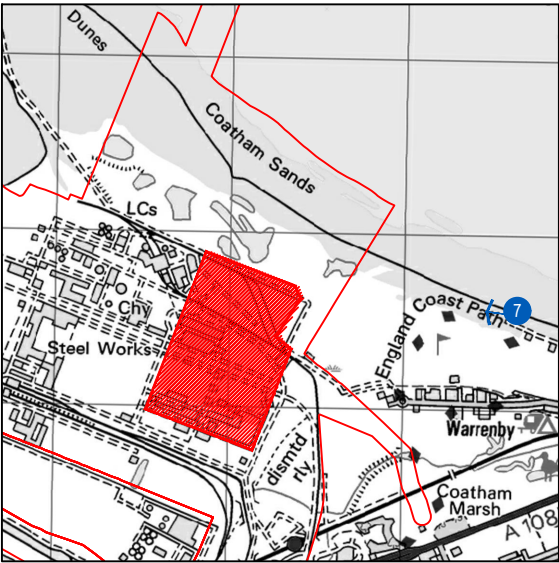 Dunes
Coatham Sands
LCs
Chy
Steel Works
England Coast Path
7
Warrenby
dismtd
rly
Coatham
Marsh
A 108